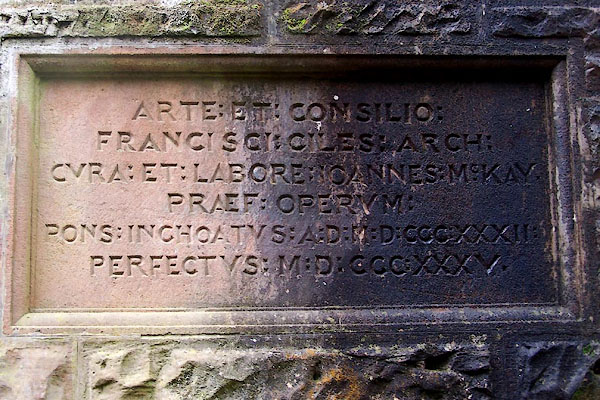 ARTE: ET: CONSILIO:
FRANCISCI: GILES: ARCH:
CVRA: ET: LABORE: IOANNES: McKAY.
PRAEF: OPERVM:
PONS: INCHOATVS: A: D: M: D: CCC: XXXII:
PERFECTVS: M: D: CCC: XXXV.